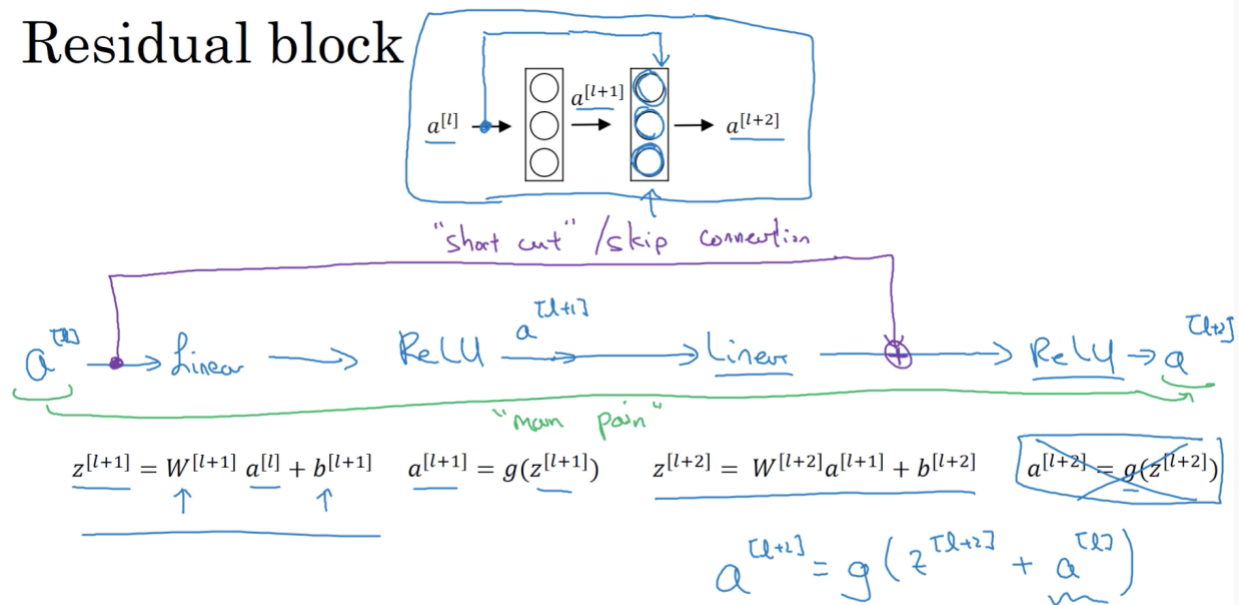 Residual block
a^[l] a^[l+1] a^[l+2]
"short cut" / skip connection
a^[l] → Linear → ReLU a^[l+1] → Linear → ⊕ → ReLU → a^[l+2]
"main path"
z^[l+1] = W^[l+1] a^[l] + b^[l+1] a^[l+1] = g(z^[l+1]) z^[l+2] = W^[l+2]a^[l+1] + b^[l+2] a^[l+2] = g(z^[l+2])
a^[l+2] = g(z^[l+2] + a^[l])